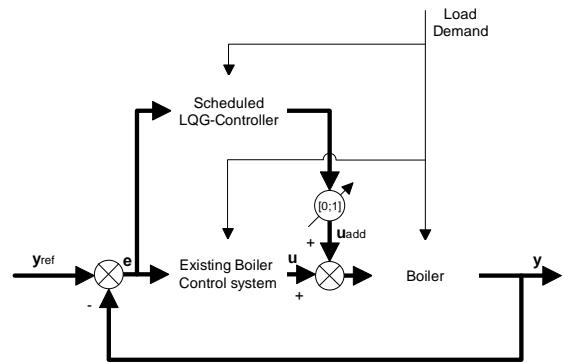 Load
Demand
Scheduled
LQG-Controller
[0;1]
uadd
+
yref
e
Existing Boiler
Control system
u
+
Boiler
y
-